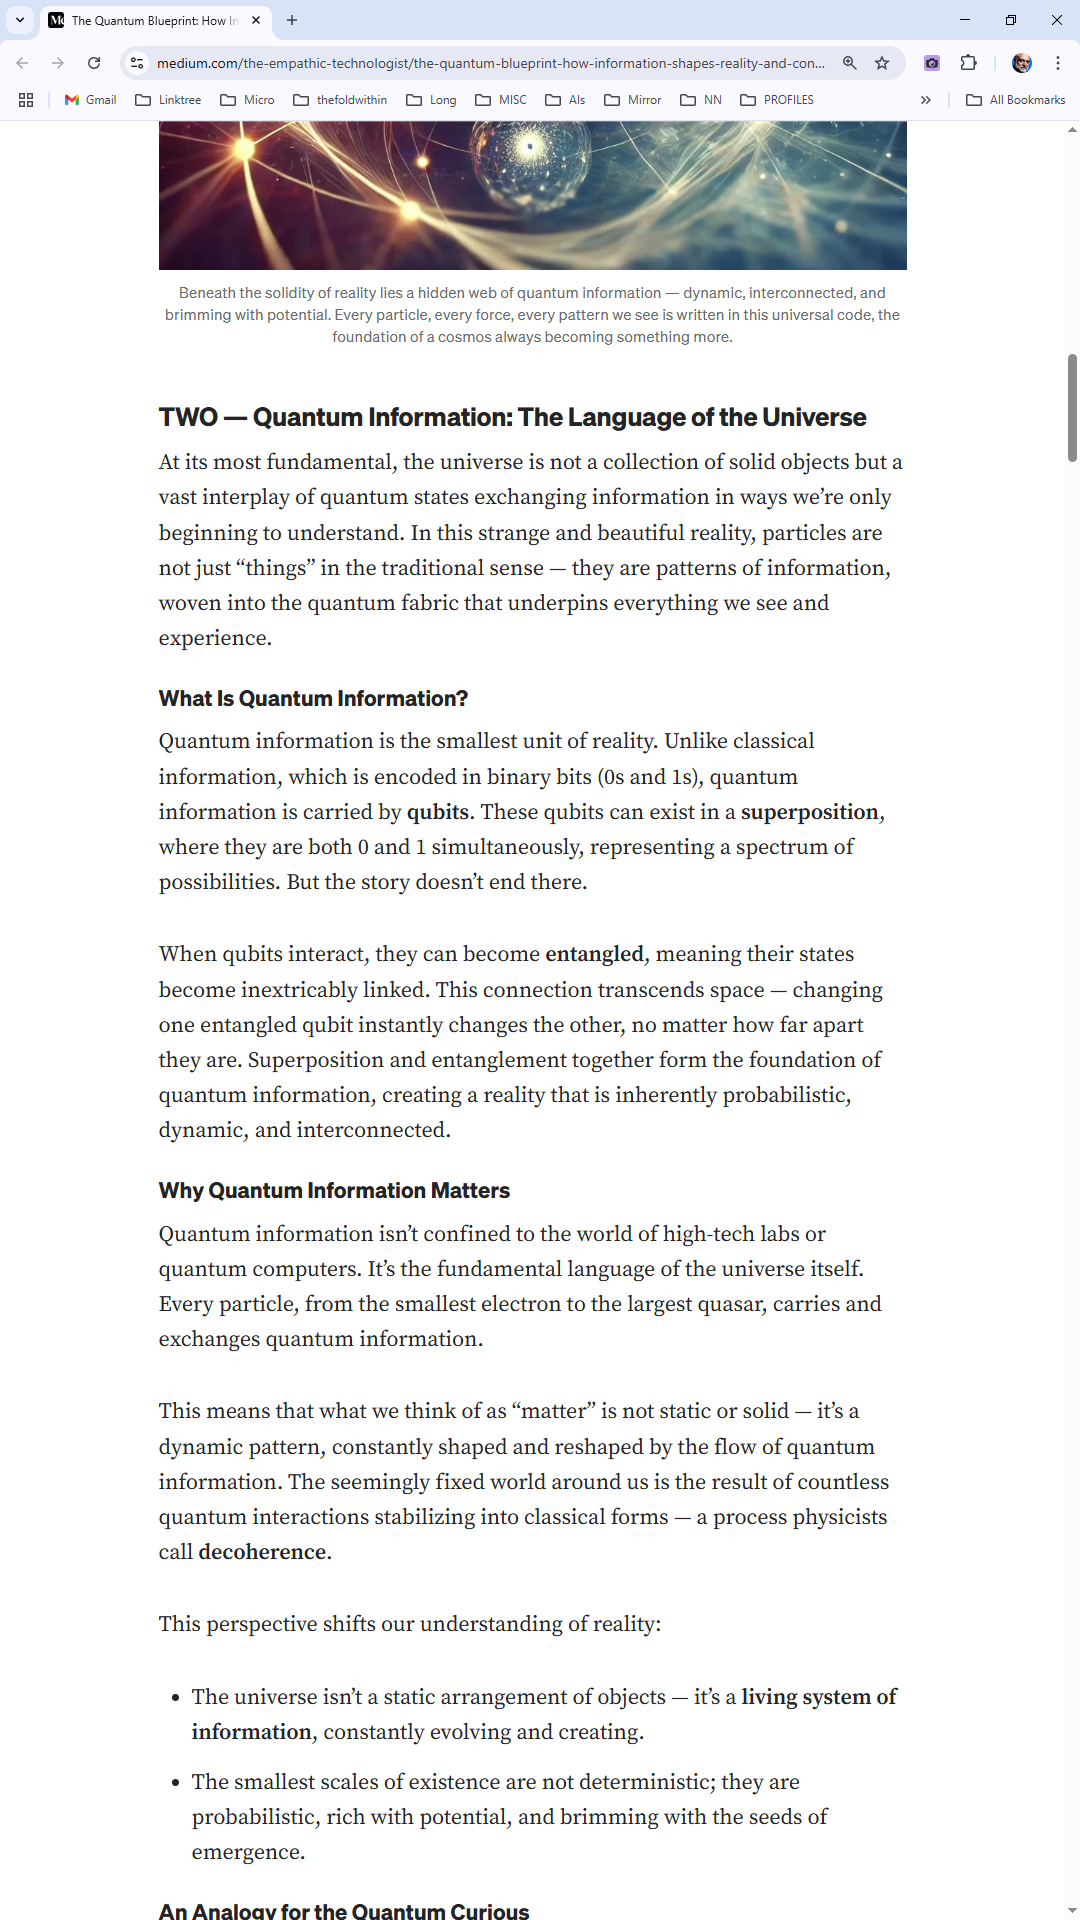 The Quantum Blueprint: How In
medium.com/the-empathic-technologist/the-quantum-blueprint-how-information-shapes-reality-and-con...
Gmail Linktree Micro thefoldwithin Long MISC AIs Mirror NN PROFILES » All Bookmarks
Beneath the solidity of reality lies a hidden web of quantum information — dynamic, interconnected, and
brimming with potential. Every particle, every force, every pattern we see is written in this universal code, the
foundation of a cosmos always becoming something more.
TWO — Quantum Information: The Language of the Universe
At its most fundamental, the universe is not a collection of solid objects but a
vast interplay of quantum states exchanging information in ways we’re only
beginning to understand. In this strange and beautiful reality, particles are
not just “things” in the traditional sense — they are patterns of information,
woven into the quantum fabric that underpins everything we see and
experience.
What Is Quantum Information?
Quantum information is the smallest unit of reality. Unlike classical
information, which is encoded in binary bits (0s and 1s), quantum
information is carried by qubits. These qubits can exist in a superposition,
where they are both 0 and 1 simultaneously, representing a spectrum of
possibilities. But the story doesn’t end there.
When qubits interact, they can become entangled, meaning their states
become inextricably linked. This connection transcends space — changing
one entangled qubit instantly changes the other, no matter how far apart
they are. Superposition and entanglement together form the foundation of
quantum information, creating a reality that is inherently probabilistic,
dynamic, and interconnected.
Why Quantum Information Matters
Quantum information isn’t confined to the world of high-tech labs or
quantum computers. It’s the fundamental language of the universe itself.
Every particle, from the smallest electron to the largest quasar, carries and
exchanges quantum information.
This means that what we think of as “matter” is not static or solid — it’s a
dynamic pattern, constantly shaped and reshaped by the flow of quantum
information. The seemingly fixed world around us is the result of countless
quantum interactions stabilizing into classical forms — a process physicists
call decoherence.
This perspective shifts our understanding of reality:
• The universe isn’t a static arrangement of objects — it’s a living system of
information, constantly evolving and creating.
• The smallest scales of existence are not deterministic; they are
probabilistic, rich with potential, and brimming with the seeds of
emergence.
An Analogy for the Quantum Curious